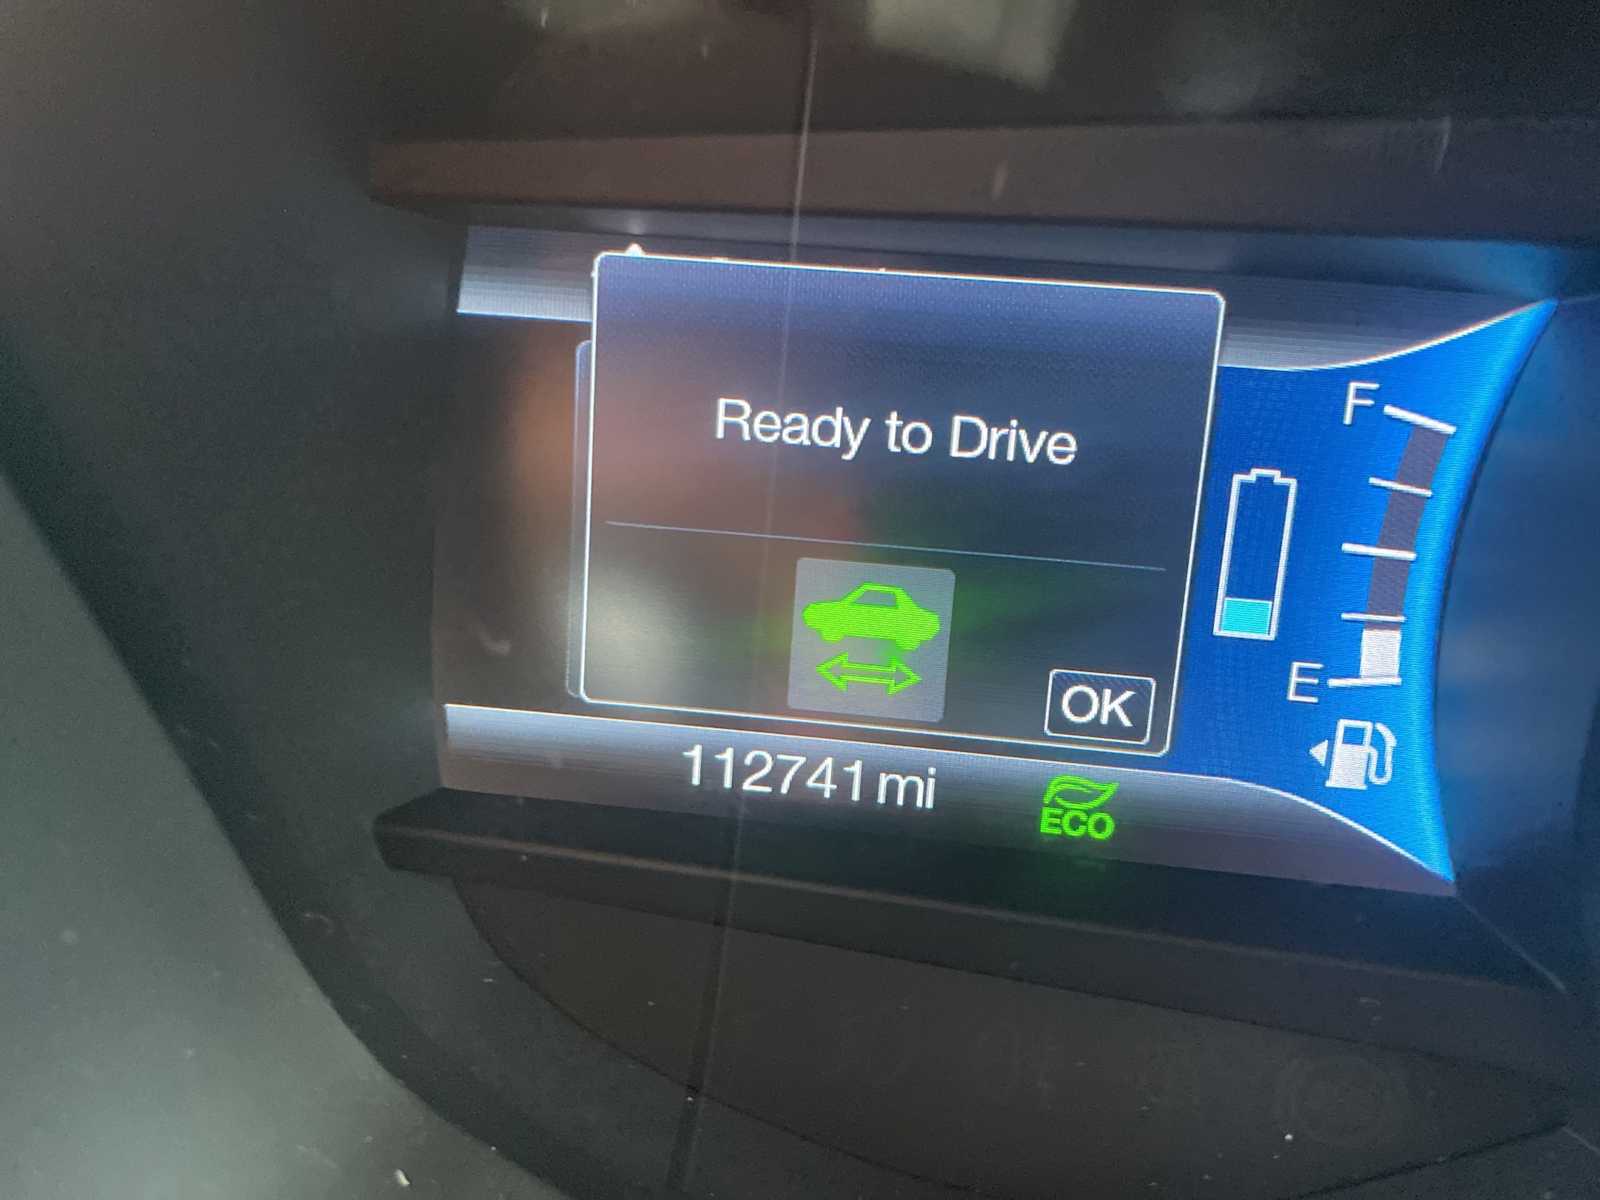 Ready to Drive
F
E
OK
112741 mi
ECO